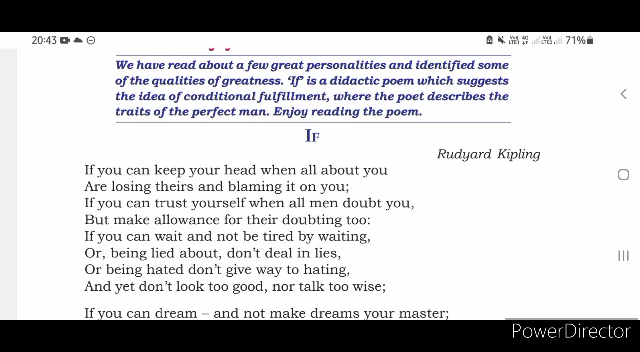 20:43
71%
We have read about a few great personalities and identified some
of the qualities of greatness. 'If' is a didactic poem which suggests
the idea of conditional fulfillment, where the poet describes the
traits of the perfect man. Enjoy reading the poem.
IF
Rudyard Kipling
If you can keep your head when all about you
Are losing theirs and blaming it on you;
If you can trust yourself when all men doubt you,
But make allowance for their doubting too:
If you can wait and not be tired by waiting,
Or, being lied about, don't deal in lies,
Or being hated don't give way to hating,
And yet don't look too good, nor talk too wise;
If you can dream – and not make dreams your master;
PowerDirector